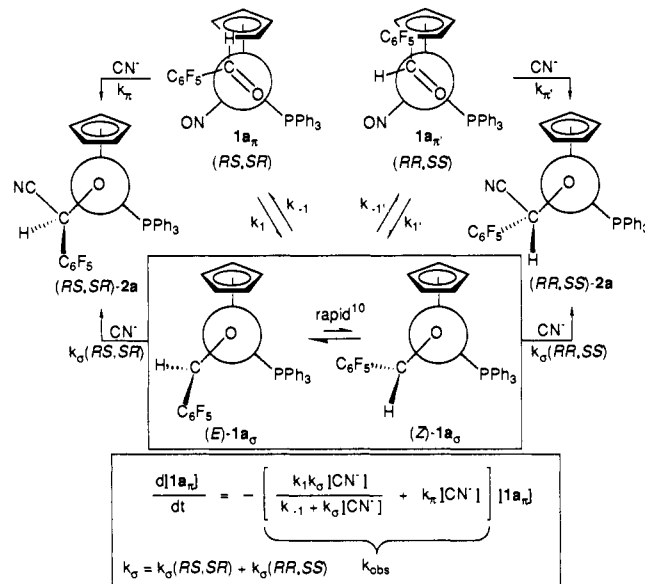 H
C₆F₅
O
ON
PPh₃
1aπ
(RS,SR)
C₆F₅
H
O
ON
PPh₃
1aπ'
(RR,SS)
CN⁻
kπ
CN⁻
kπ'
NC
O
H
C₆F₅
PPh₃
(RS,SR)-2a
NC
O
C₆F₅
H
PPh₃
(RR,SS)-2a
k₁
k₋₁
k₋₁'
k₁'
CN⁻
kσ(RS,SR)
CN⁻
kσ(RR,SS)
O
H
C₆F₅
PPh₃
(E)-1aσ
rapid¹⁰
O
C₆F₅
H
PPh₃
(Z)-1aσ
d[1aπ]/dt = - [ k₁kσ[CN⁻] / (k₋₁ + kσ[CN⁻]) + kπ[CN⁻] ] [1aπ]
kσ = kσ(RS,SR) + kσ(RR,SS)
kobs